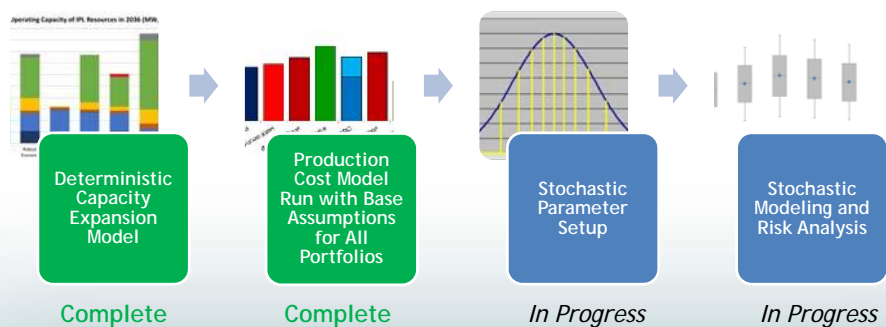 Operating Capacity of IPL Resources in 2036 (MW,
Deterministic
Capacity
Expansion
Model
Production
Cost Model
Run with Base
Assumptions
for All
Portfolios
Stochastic
Parameter
Setup
Stochastic
Modeling and
Risk Analysis
Complete
Complete
In Progress
In Progress